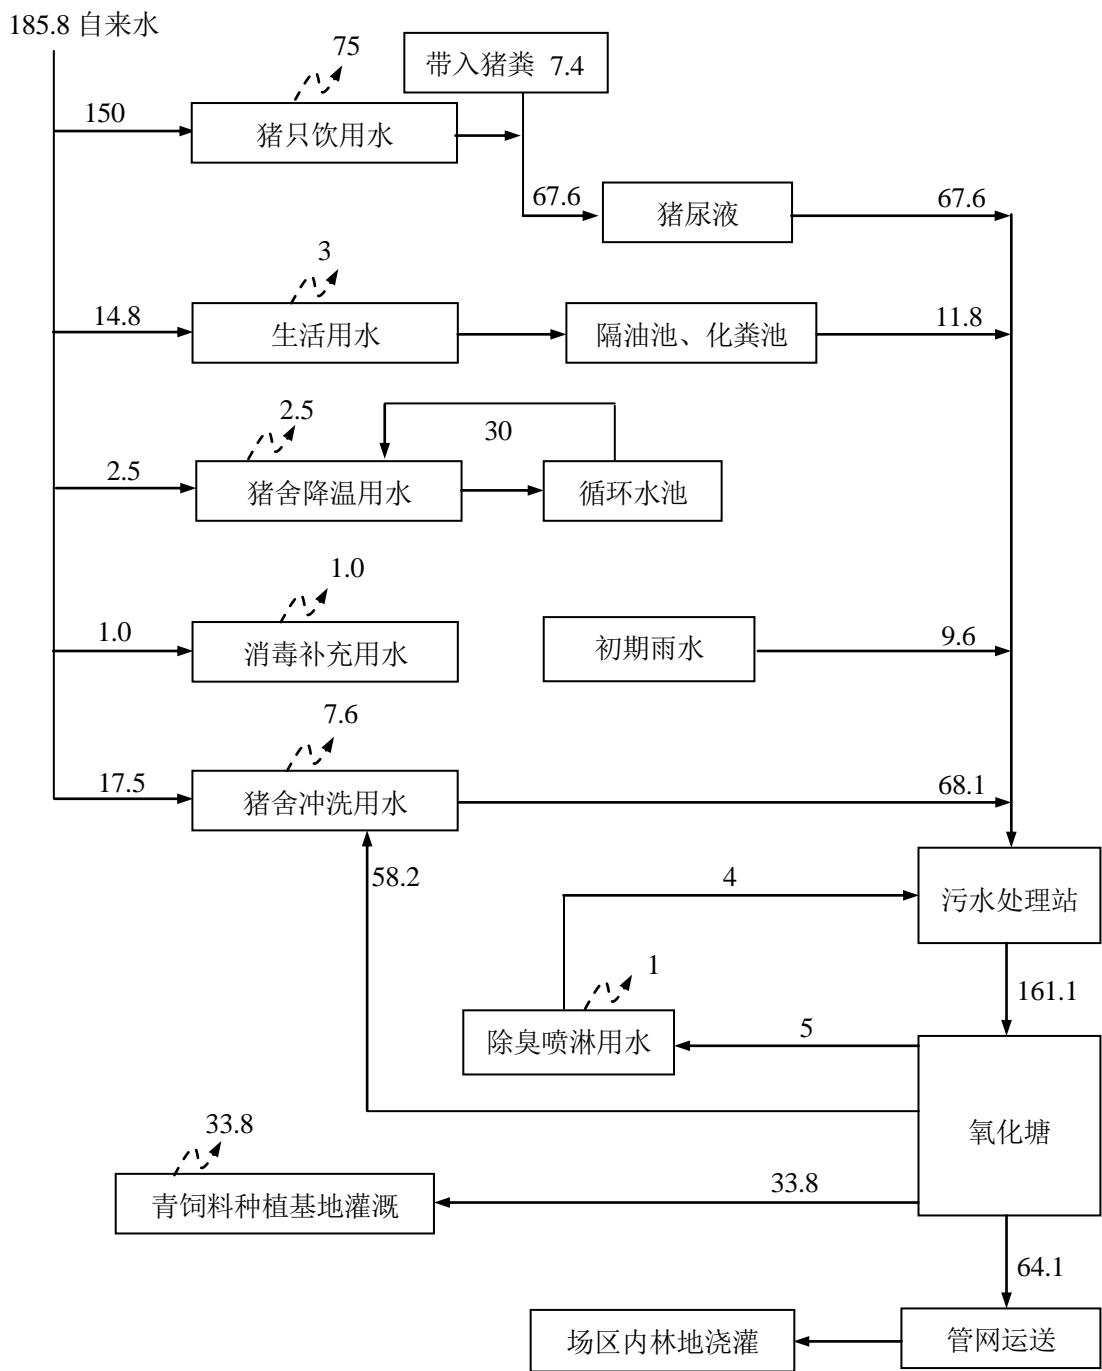 185.8 自来水
75
带入猪粪 7.4
150
猪只饮用水
67.6
猪尿液
67.6
3
14.8
生活用水
隔油池、化粪池
11.8
2.5
30
2.5
猪舍降温用水
循环水池
1.0
1.0
消毒补充用水
初期雨水
9.6
7.6
17.5
猪舍冲洗用水
68.1
58.2
4
污水处理站
1
161.1
除臭喷淋用水
5
氧化塘
33.8
青饲料种植基地灌溉
33.8
64.1
场区内林地浇灌
管网运送